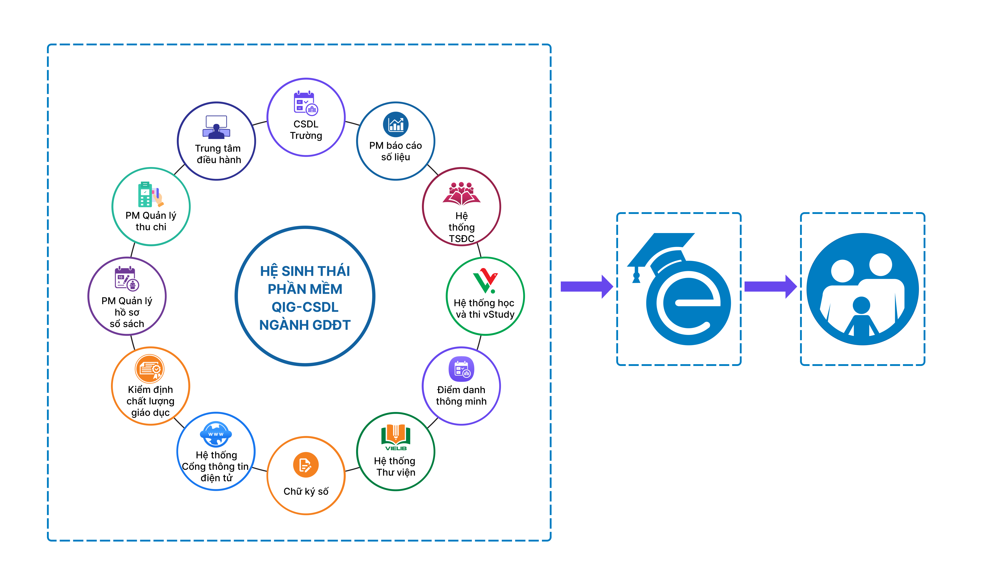 CSDL
Trường
PM báo cáo
số liệu
Hệ
thống
TSĐC
Hệ thống học
và thi vStudy
Điểm danh
thông minh
VIELIB
Hệ thống
Thư viện
Chữ ký số
WWW
Hệ thống
Cổng thông tin
điện tử
Kiểm định
chất lượng
giáo dục
10
A
PM Quản lý
hồ sơ
sổ sách
PM Quản lý
thu chi
Trung tâm
điều hành
HỆ SINH THÁI
PHẦN MỀM
QIG-CSDL
NGÀNH GDĐT
e